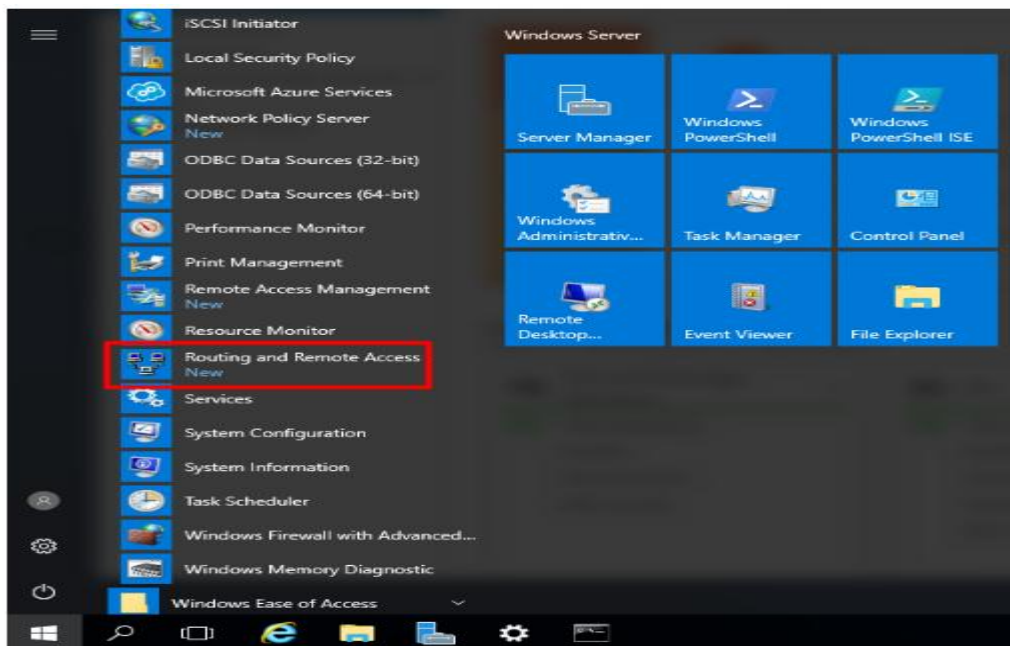 iSCSI Initiator
Local Security Policy
Microsoft Azure Services
Network Policy Server
New
ODBC Data Sources (32-bit)
ODBC Data Sources (64-bit)
Performance Monitor
Print Management
Remote Access Management
New
Resource Monitor
Routing and Remote Access
New
Services
System Configuration
System Information
Task Scheduler
Windows Firewall with Advanced...
Windows Memory Diagnostic
Windows Ease of Access
Windows Server
Server Manager
Windows
PowerShell
Windows
PowerShell ISE
Windows
Administrativ...
Task Manager
Control Panel
Remote
Desktop...
Event Viewer
File Explorer